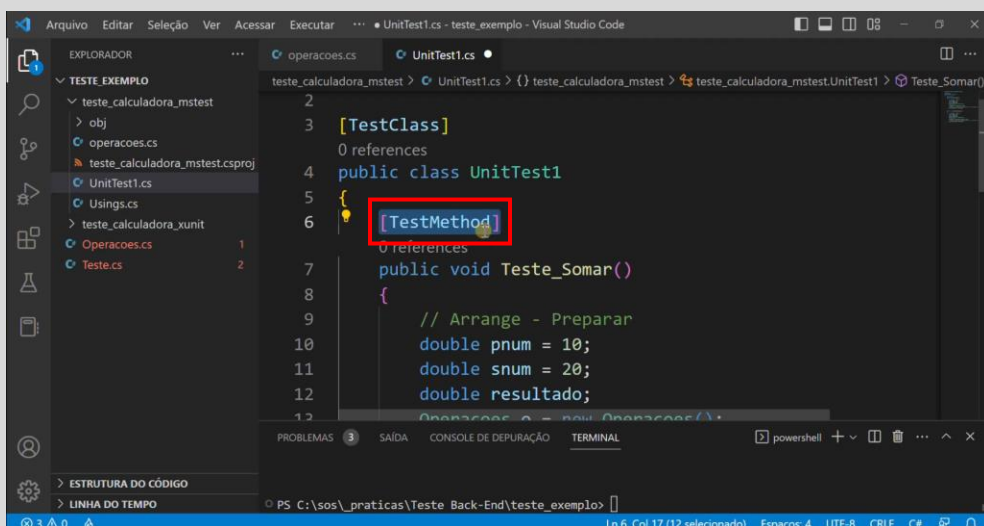 Arquivo Editar Seleção Ver Acessar Executar ··· ● UnitTest1.cs - teste_exemplo - Visual Studio Code
EXPLORADOR ···
operacoes.cs UnitTest1.cs ●
TESTE_EXEMPLO
teste_calculadora_mstest > UnitTest1.cs > {} teste_calculadora_mstest > teste_calculadora_mstest.UnitTest1 > Teste_Somar()
teste_calculadora_mstest
obj
operacoes.cs
teste_calculadora_mstest.csproj
UnitTest1.cs
Usings.cs
teste_calculadora_xunit
Operacoes.cs 1
Teste.cs 2
1
2
3 [TestClass]
0 references
4 public class UnitTest1
5 {
6 [TestMethod]
0 references
7 public void Teste_Somar()
8 {
9 // Arrange - Preparar
10 double pnum = 10;
11 double snum = 20;
12 double resultado;
13 Operacoes o = new Operacoes();
PROBLEMAS 3 SAÍDA CONSOLE DE DEPURAÇÃO TERMINAL powershell
PS C:\sos\_praticas\Teste Back-End\teste_exemplo>
ESTRUTURA DO CÓDIGO
LINHA DO TEMPO
3 0 Ln 6, Col 17 (12 selecionado) Espaços: 4 UTF-8 CRLF C#